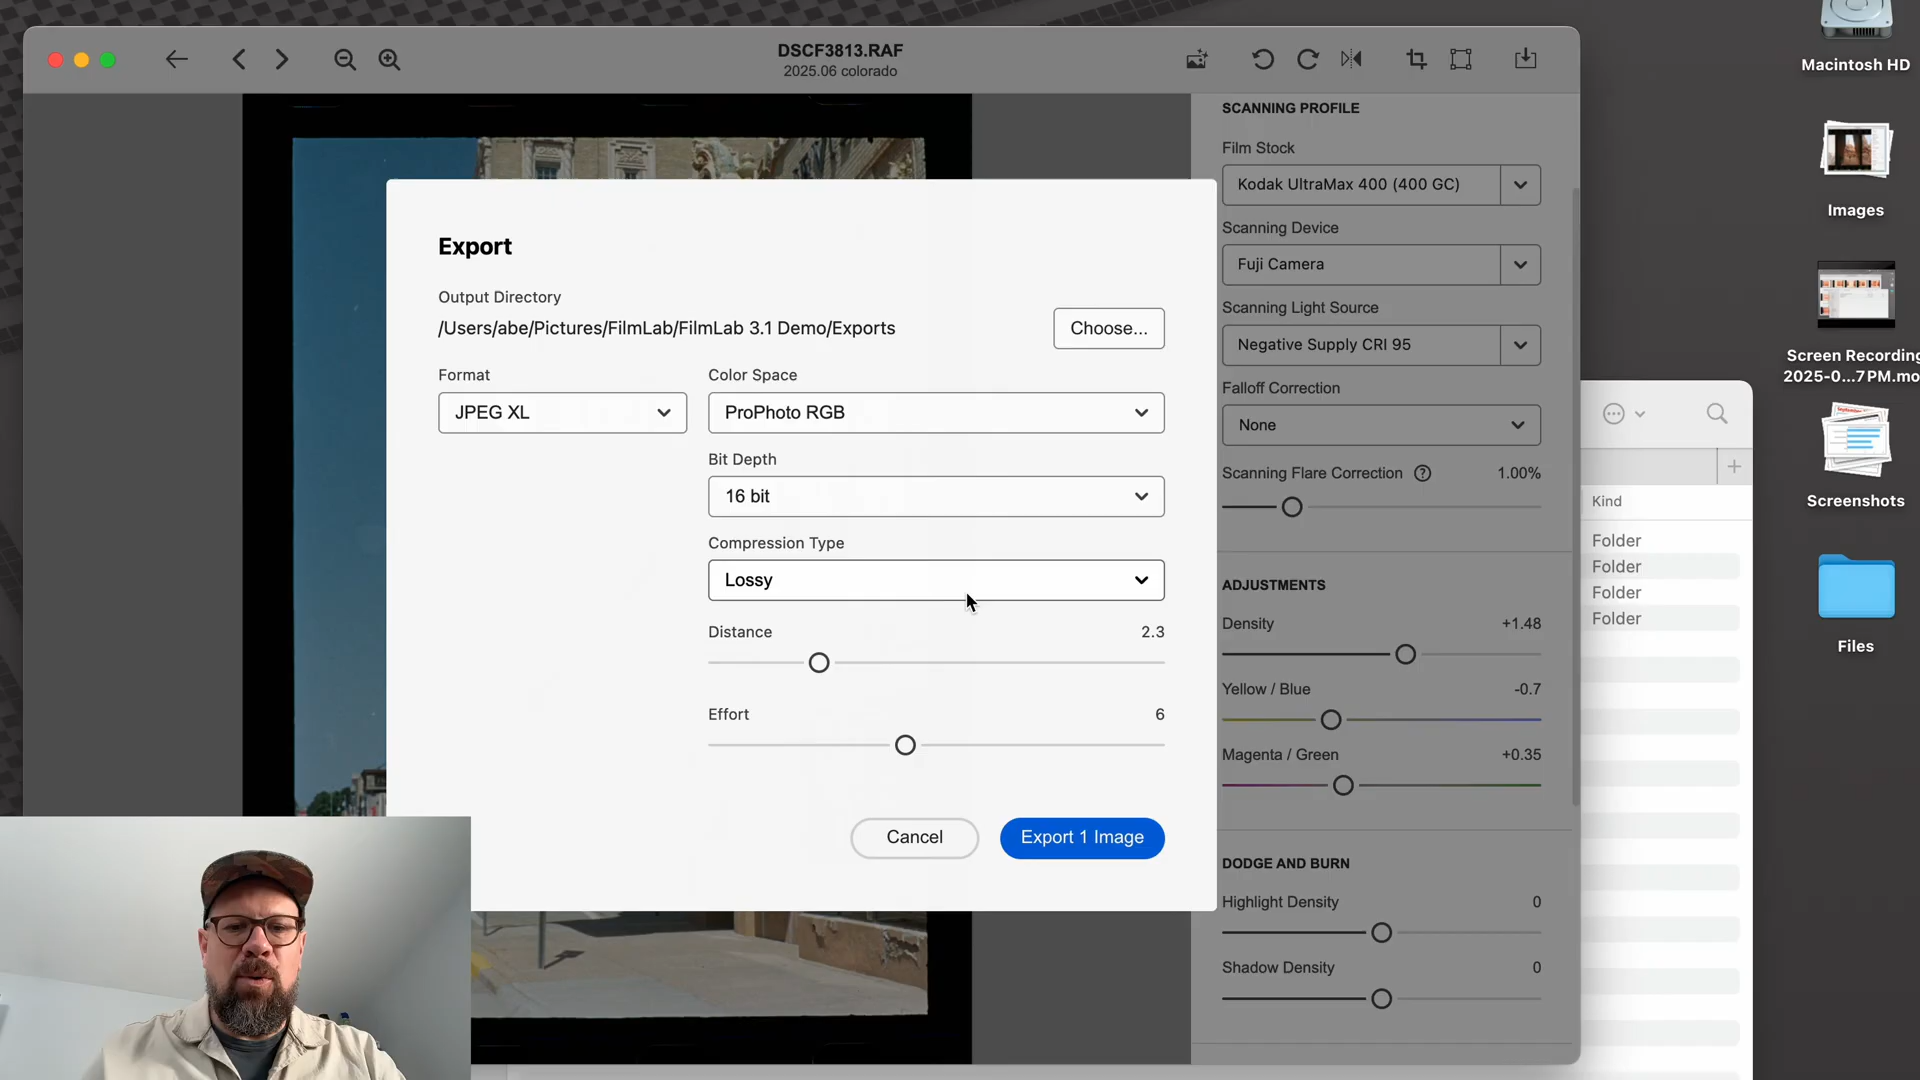 DSCF3813.RAF
2025.06 colorado
Macintosh HD
Images
Screen Recording
2025-0...7 PM.mo
Screenshots
Files
Export
Output Directory
/Users/abe/Pictures/FilmLab/FilmLab 3.1 Demo/Exports
Choose...
Format
JPEG XL
Color Space
ProPhoto RGB
Bit Depth
16 bit
Compression Type
Lossy
Distance
2.3
Effort
6
Cancel
Export 1 Image
SCANNING PROFILE
Film Stock
Kodak UltraMax 400 (400 GC)
Scanning Device
Fuji Camera
Scanning Light Source
Negative Supply CRI 95
Falloff Correction
None
Scanning Flare Correction ? 1.00%
ADJUSTMENTS
Density +1.48
Yellow / Blue -0.7
Magenta / Green +0.35
DODGE AND BURN
Highlight Density 0
Shadow Density 0
Kind
Folder
Folder
Folder
Folder